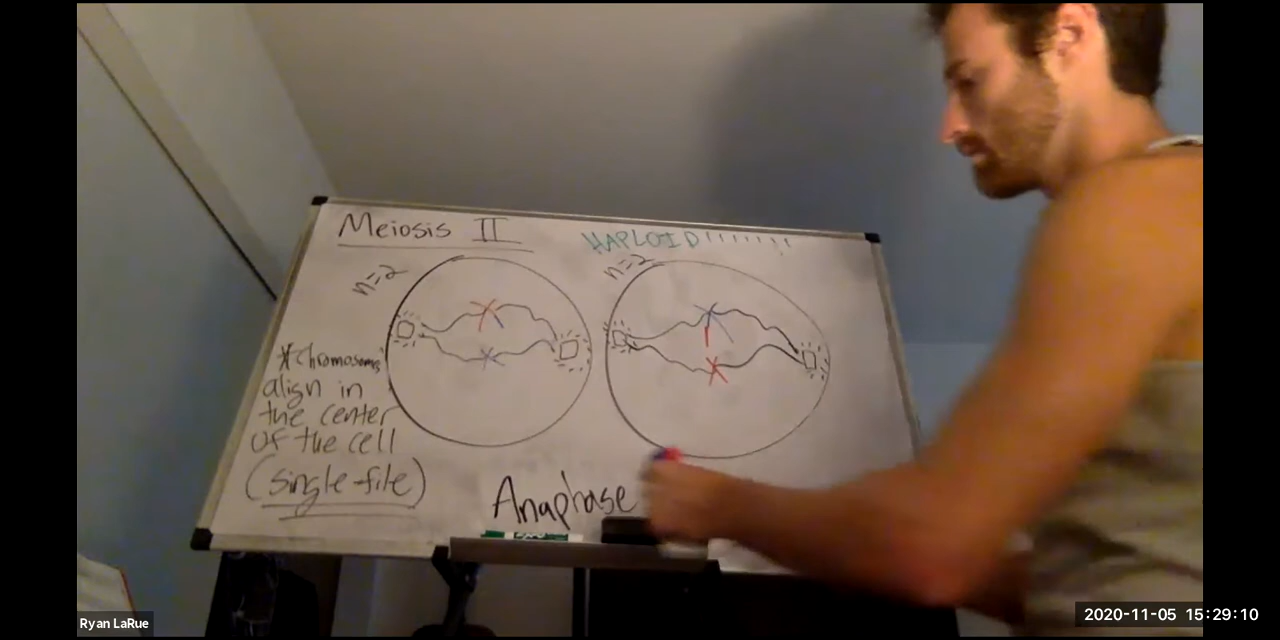 Meiosis II
HAPLOID!!!!!!!
n=2
n=2
*Chromosomes
align in
the center
of the cell
(single-file)
Anaphase
Ryan LaRue
2020-11-05 15:29:10